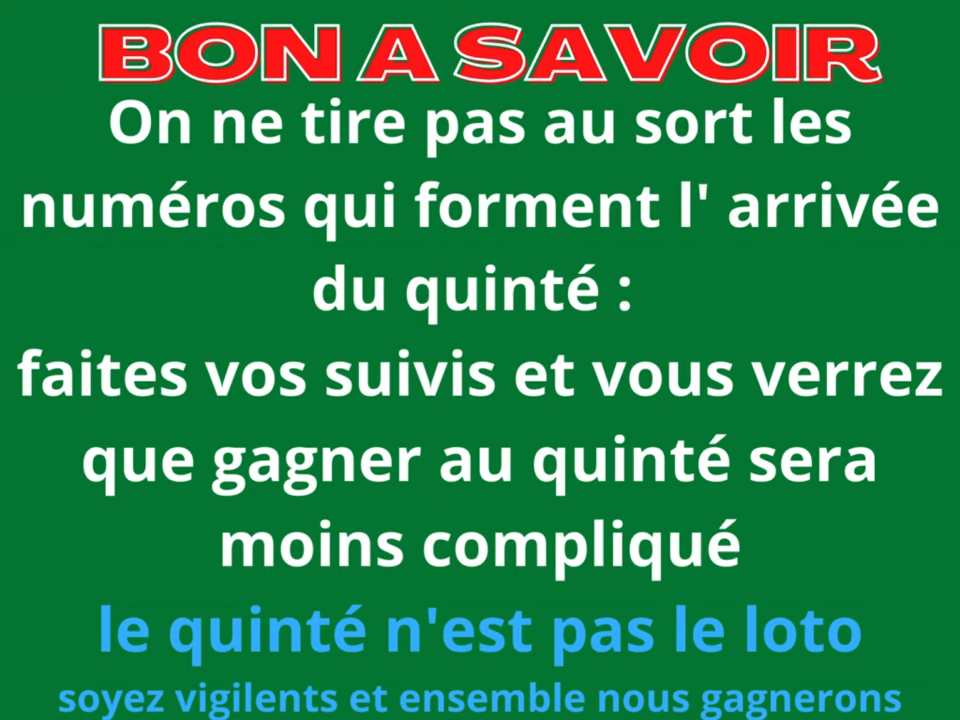 BON A SAVOIR
On ne tire pas au sort les
numéros qui forment l' arrivée
du quinté :
faites vos suivis et vous verrez
que gagner au quinté sera
moins compliqué
le quinté n'est pas le loto
soyez vigilents et ensemble nous gagnerons